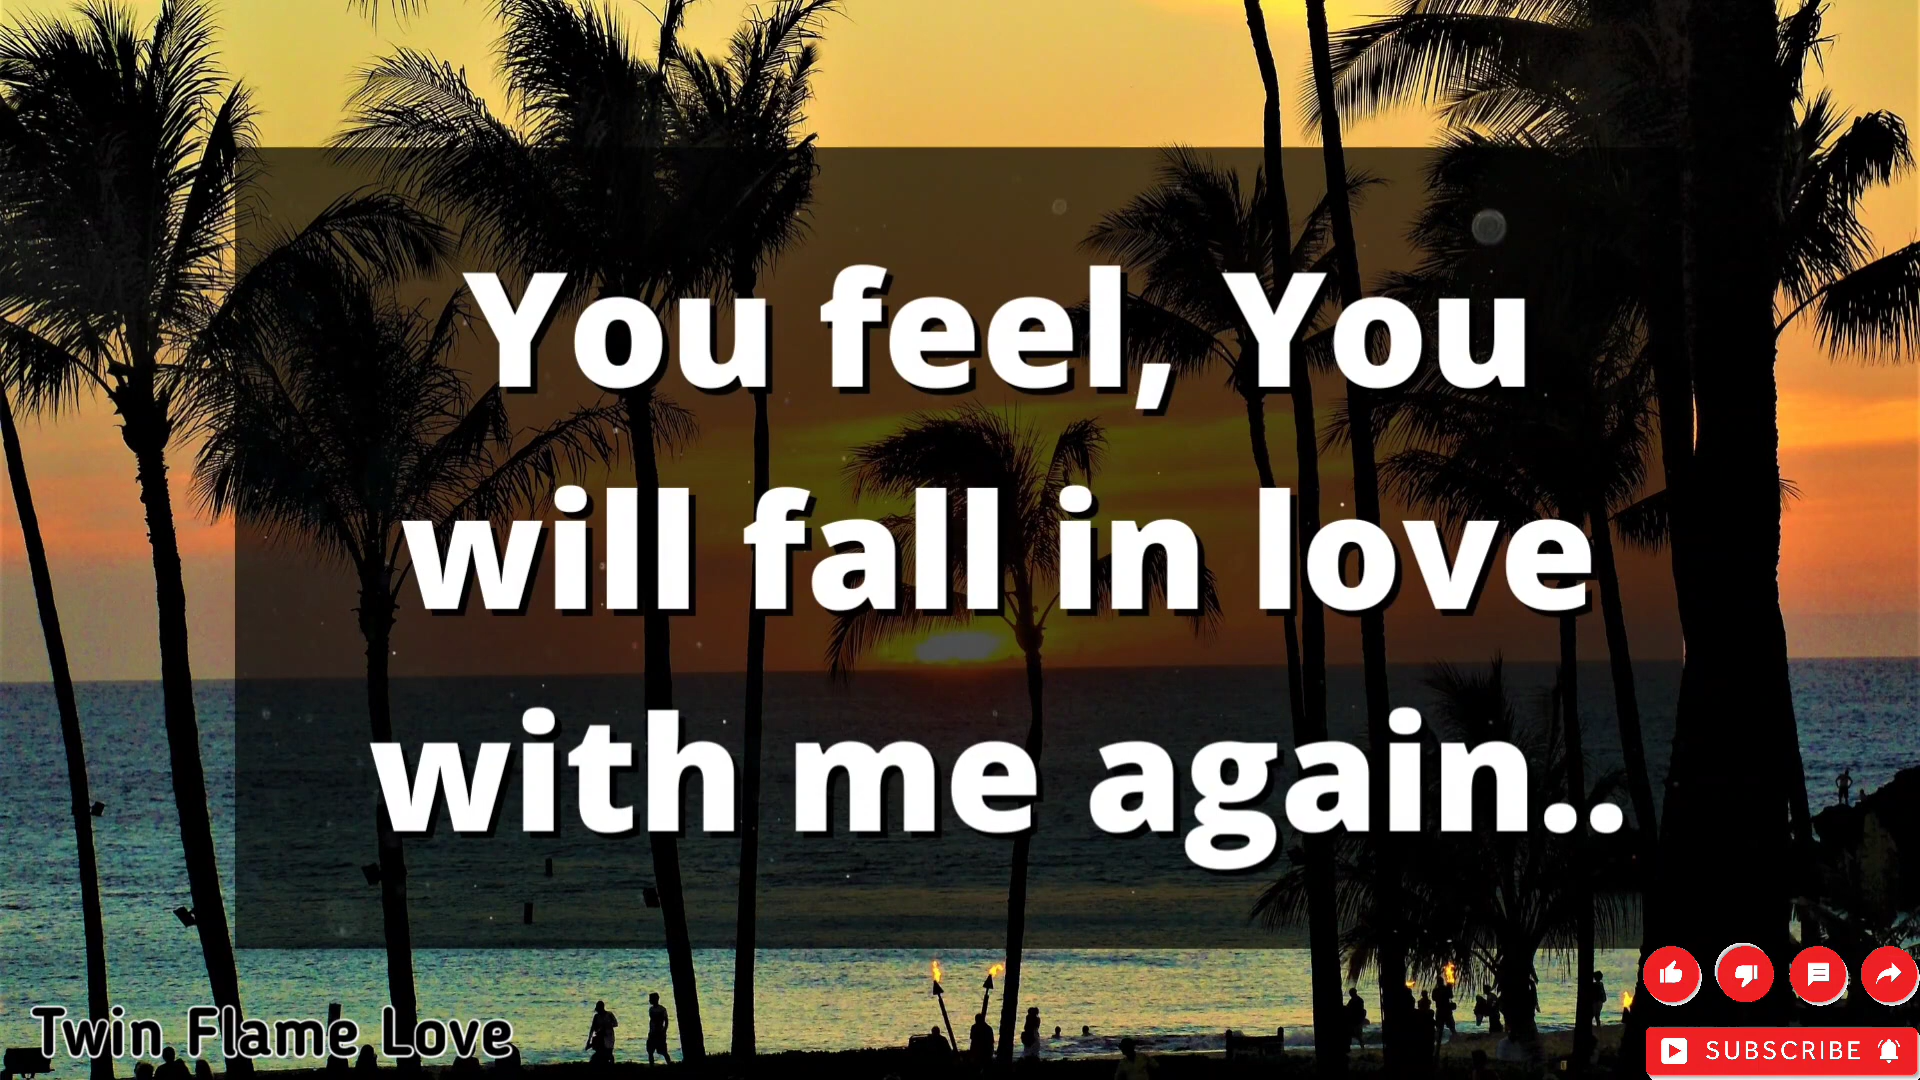 You feel, You
will fall in love
with me again..
Twin Flame Love
SUBSCRIBE